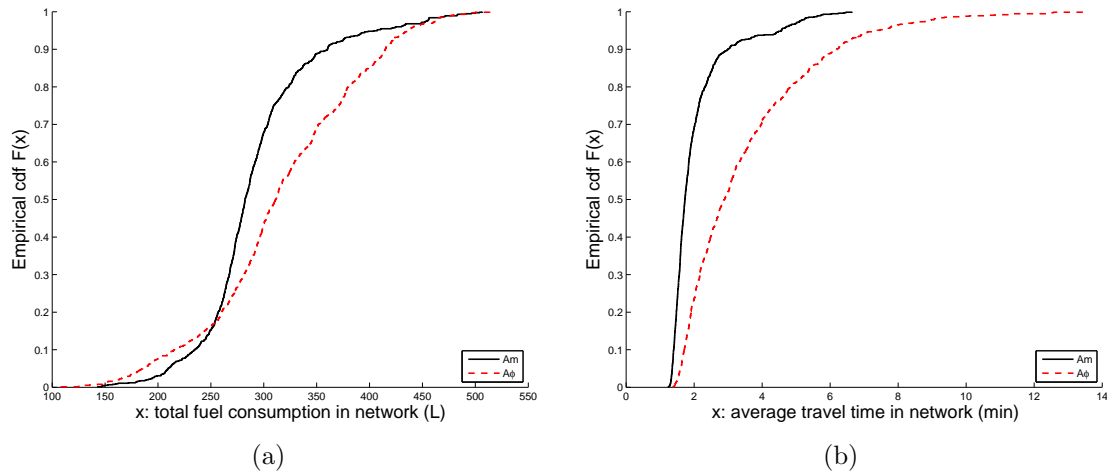 Empirical cdf F(x)
1
0.9
0.8
0.7
0.6
0.5
0.4
0.3
0.2
0.1
0
100 150 200 250 300 350 400 450 500 550
x: total fuel consumption in network (L)
Am
Aϕ
(a)
Empirical cdf F(x)
1
0.9
0.8
0.7
0.6
0.5
0.4
0.3
0.2
0.1
0
0 2 4 6 8 10 12 14
x: average travel time in network (min)
Am
Aϕ
(b)